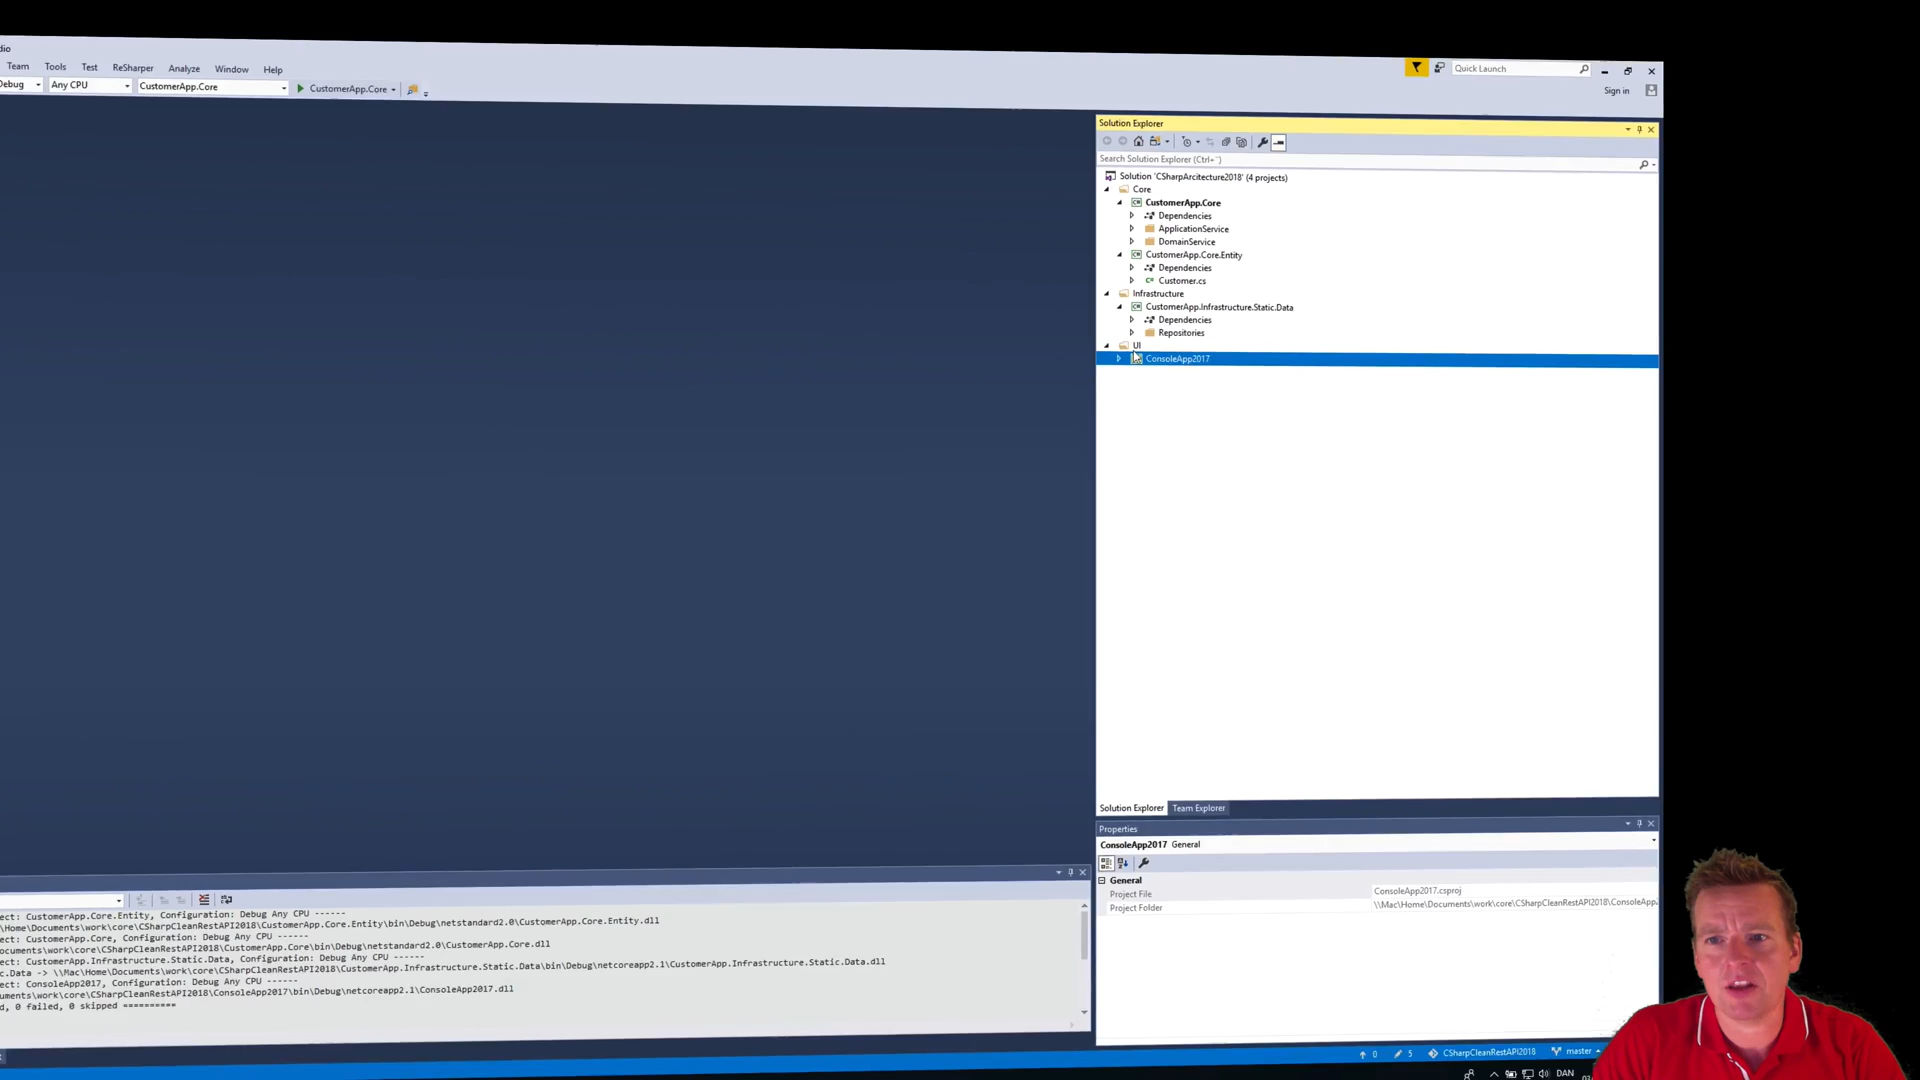 dio
Team Tools Test ReSharper Analyze Window Help
Quick Launch
Debug Any CPU CustomerApp.Core CustomerApp.Core
Sign in
Solution Explorer
Search Solution Explorer (Ctrl+¨)
Solution 'CSharpArcitecture2018' (4 projects)
Core
CustomerApp.Core
Dependencies
ApplicationService
DomainService
CustomerApp.Core.Entity
Dependencies
Customer.cs
Infrastructure
CustomerApp.Infrastructure.Static.Data
Dependencies
Repositories
UI
ConsoleApp2017
Solution Explorer Team Explorer
Properties
ConsoleApp2017 General
General
Project File ConsoleApp2017.csproj
Project Folder \\Mac\Home\Documents\work\core\CSharpCleanRestAPI2018\ConsoleApp.
ect: CustomerApp.Core.Entity, Configuration: Debug Any CPU ------
\Home\Documents\work\core\CSharpCleanRestAPI2018\CustomerApp.Core.Entity\bin\Debug\netstandard2.0\CustomerApp.Core.Entity.dll
ect: CustomerApp.Core, Configuration: Debug Any CPU ------
ocuments\work\core\CSharpCleanRestAPI2018\CustomerApp.Core\bin\Debug\netstandard2.0\CustomerApp.Core.dll
ect: CustomerApp.Infrastructure.Static.Data, Configuration: Debug Any CPU ------
c.Data -> \\Mac\Home\Documents\work\core\CSharpCleanRestAPI2018\CustomerApp.Infrastructure.Static.Data\bin\Debug\netcoreapp2.1\CustomerApp.Infrastructure.Static.Data.dll
ect: ConsoleApp2017, Configuration: Debug Any CPU ------
uments\work\core\CSharpCleanRestAPI2018\ConsoleApp2017\bin\Debug\netcoreapp2.1\ConsoleApp2017.dll
d, 0 failed, 0 skipped ==========
0 5 CSharpCleanRestAPI2018 master
DAN